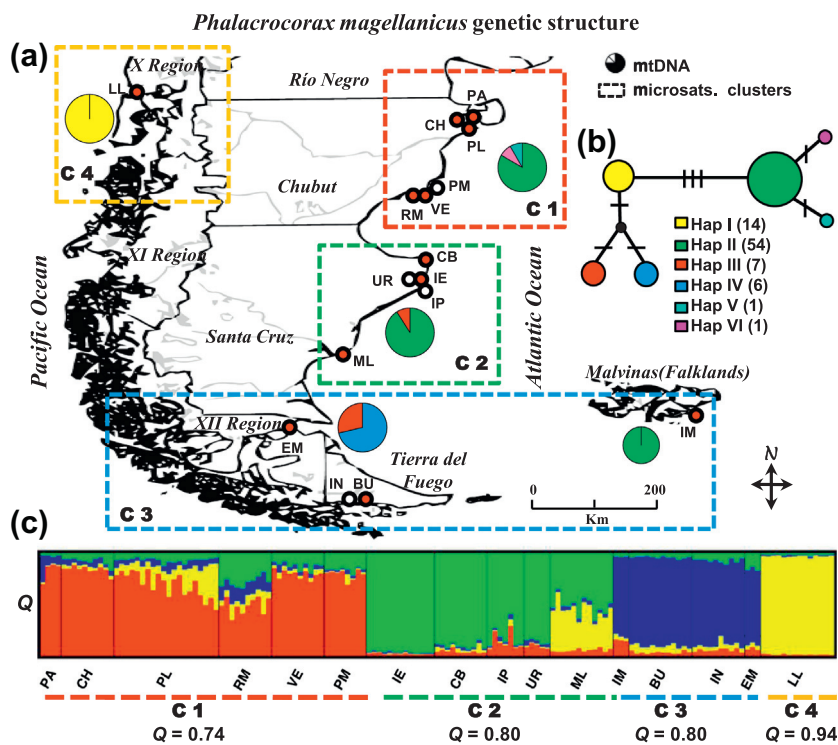 Phalacrocorax magellanicus genetic structure
(a)
IX Region
LL
C 4
Río Negro
PA
CH
PL
PM
RM
VE
C 1
Chubut
mtDNA
microsats. clusters
(b)
Hap I (14)
Hap II (54)
Hap III (7)
Hap IV (6)
Hap V (1)
Hap VI (1)
XI Region
Pacific Ocean
CB
UR
IE
IP
Santa Cruz
ML
C 2
Atlantic Ocean
Malvinas(Falklands)
IM
XII Region
EM
Tierra del
Fuego
IN
BU
C 3
0
200
Km
N
(c)
Q
PA
CH
PL
RM
VE
PM
IE
CB
IP
UR
ML
IM
BU
IN
EM
LL
C 1
C 2
C 3
C 4
Q = 0.74
Q = 0.80
Q = 0.80
Q = 0.94